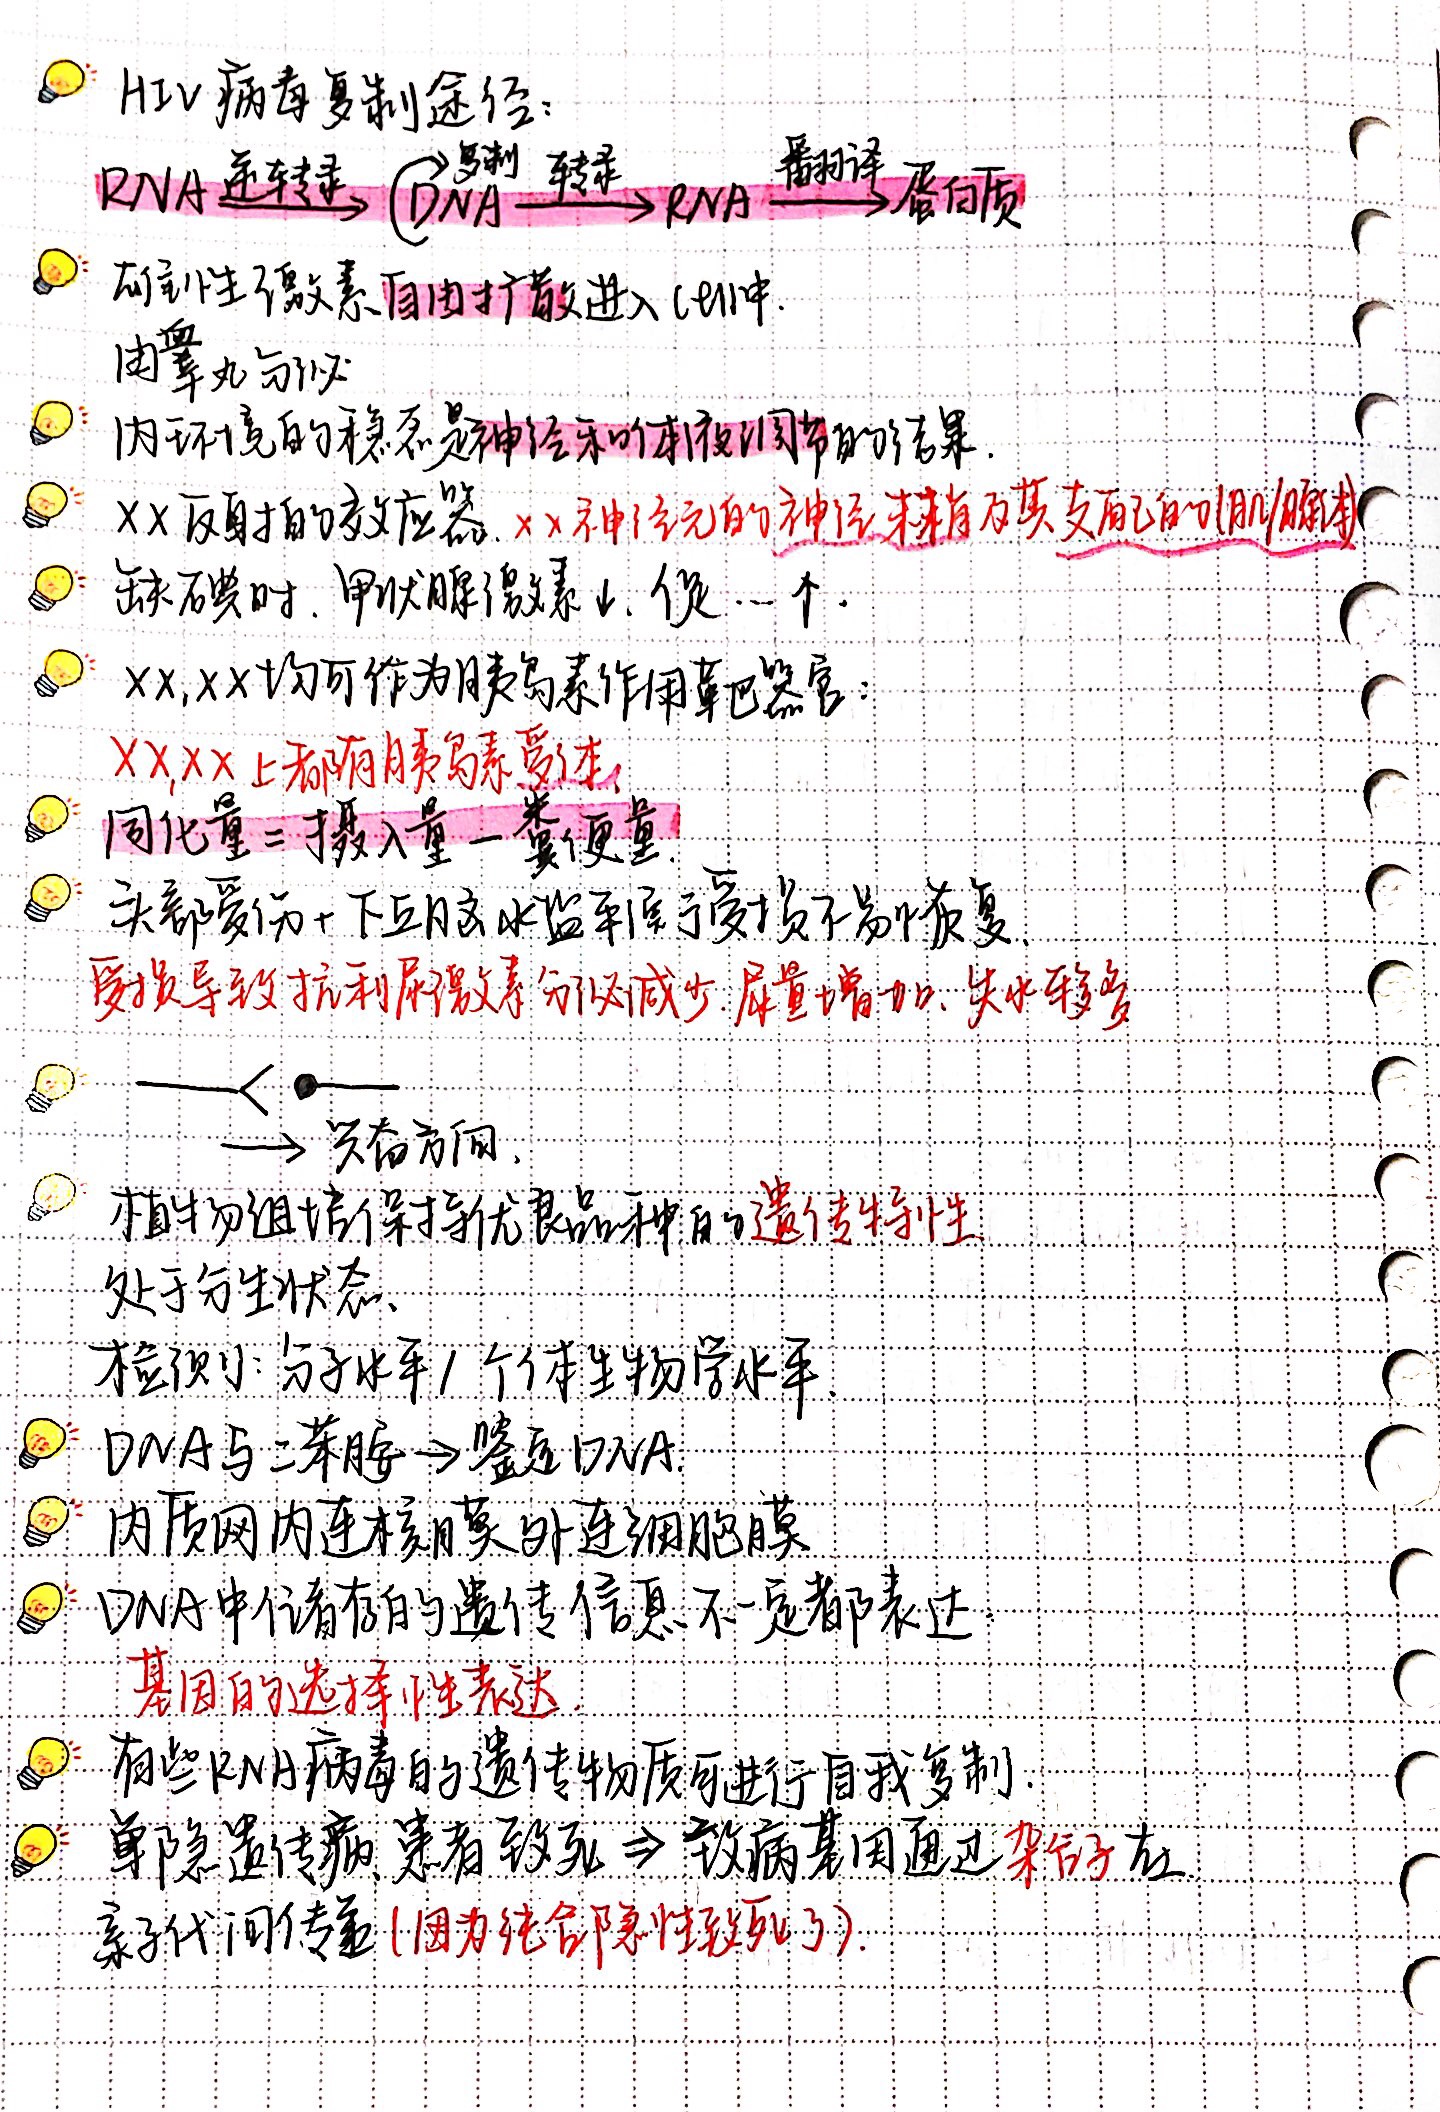 HIV病毒复制途径:
RNA 逆转录 DNA 复制 转录 RNA 翻译 蛋白质
雄性激素自由扩散进入cell中.
由睾丸分泌
内环境的稳态是神经和体液调节的结果.
XX反射的效应器. XX神经元的神经末梢及其支配的(肌/腺体)
缺碘时. 甲状腺激素↓. 促…↑.
XX,XX均可作为胰岛素作用靶器官:
XX,XX上都有胰岛素受体.
同化量=摄入量一粪便量.
头部受伤+下丘脑水盐平衡受损不易恢复.
受损导致抗利尿激素分泌减少.尿量增加.失水较多
→ 兴奋方向.
植物组培保持优良品种的遗传特性
处于分生状态.
检测: 分子水平/个体生物学水平.
DNA与二苯胺→鉴定DNA.
内质网内连核膜外连细胞膜
DNA中储存的遗传信息不一定都表达.
基因的选择性表达.
有些RNA病毒的遗传物质可进行自我复制.
单隐遗传病.患者致死⇒致病基因通过杂合子在
亲子代间传递(因为纯合隐性致死了).